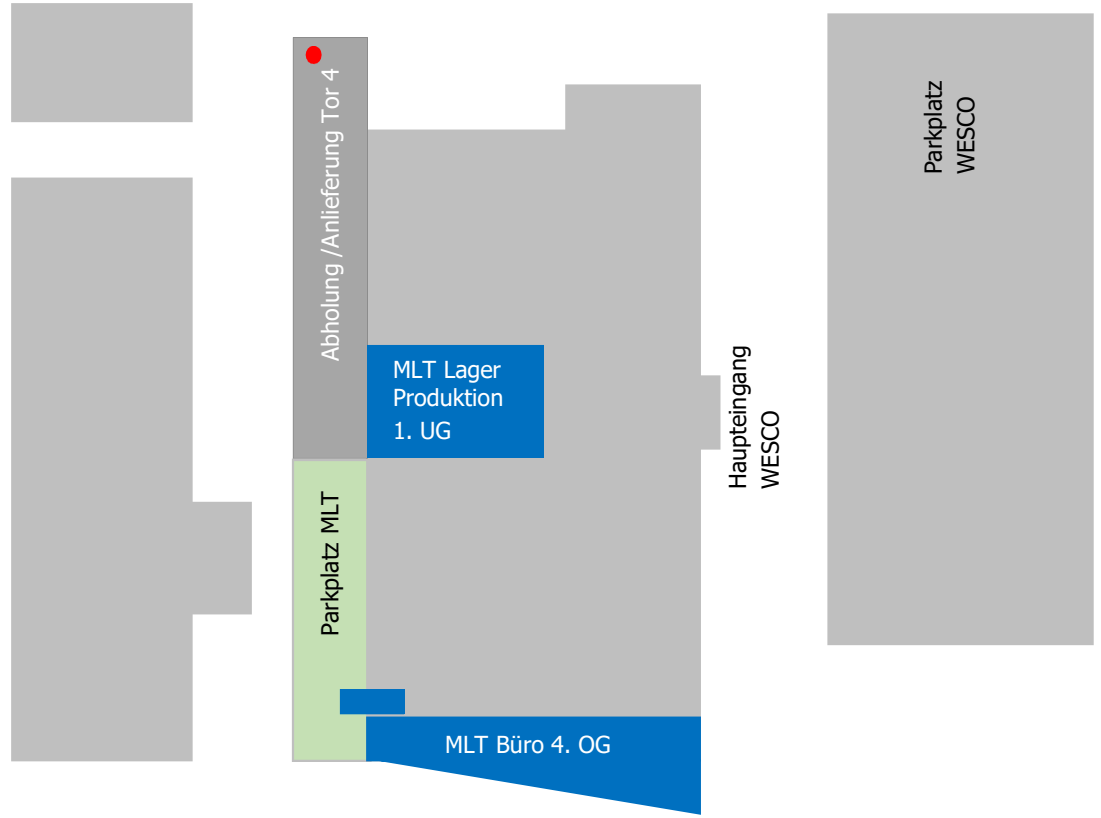 Abholung /Anlieferung Tor 4
Parkplatz
WESCO
MLT Lager
Produktion
1. UG
Haupteingang
WESCO
Parkplatz MLT
MLT Büro 4. OG